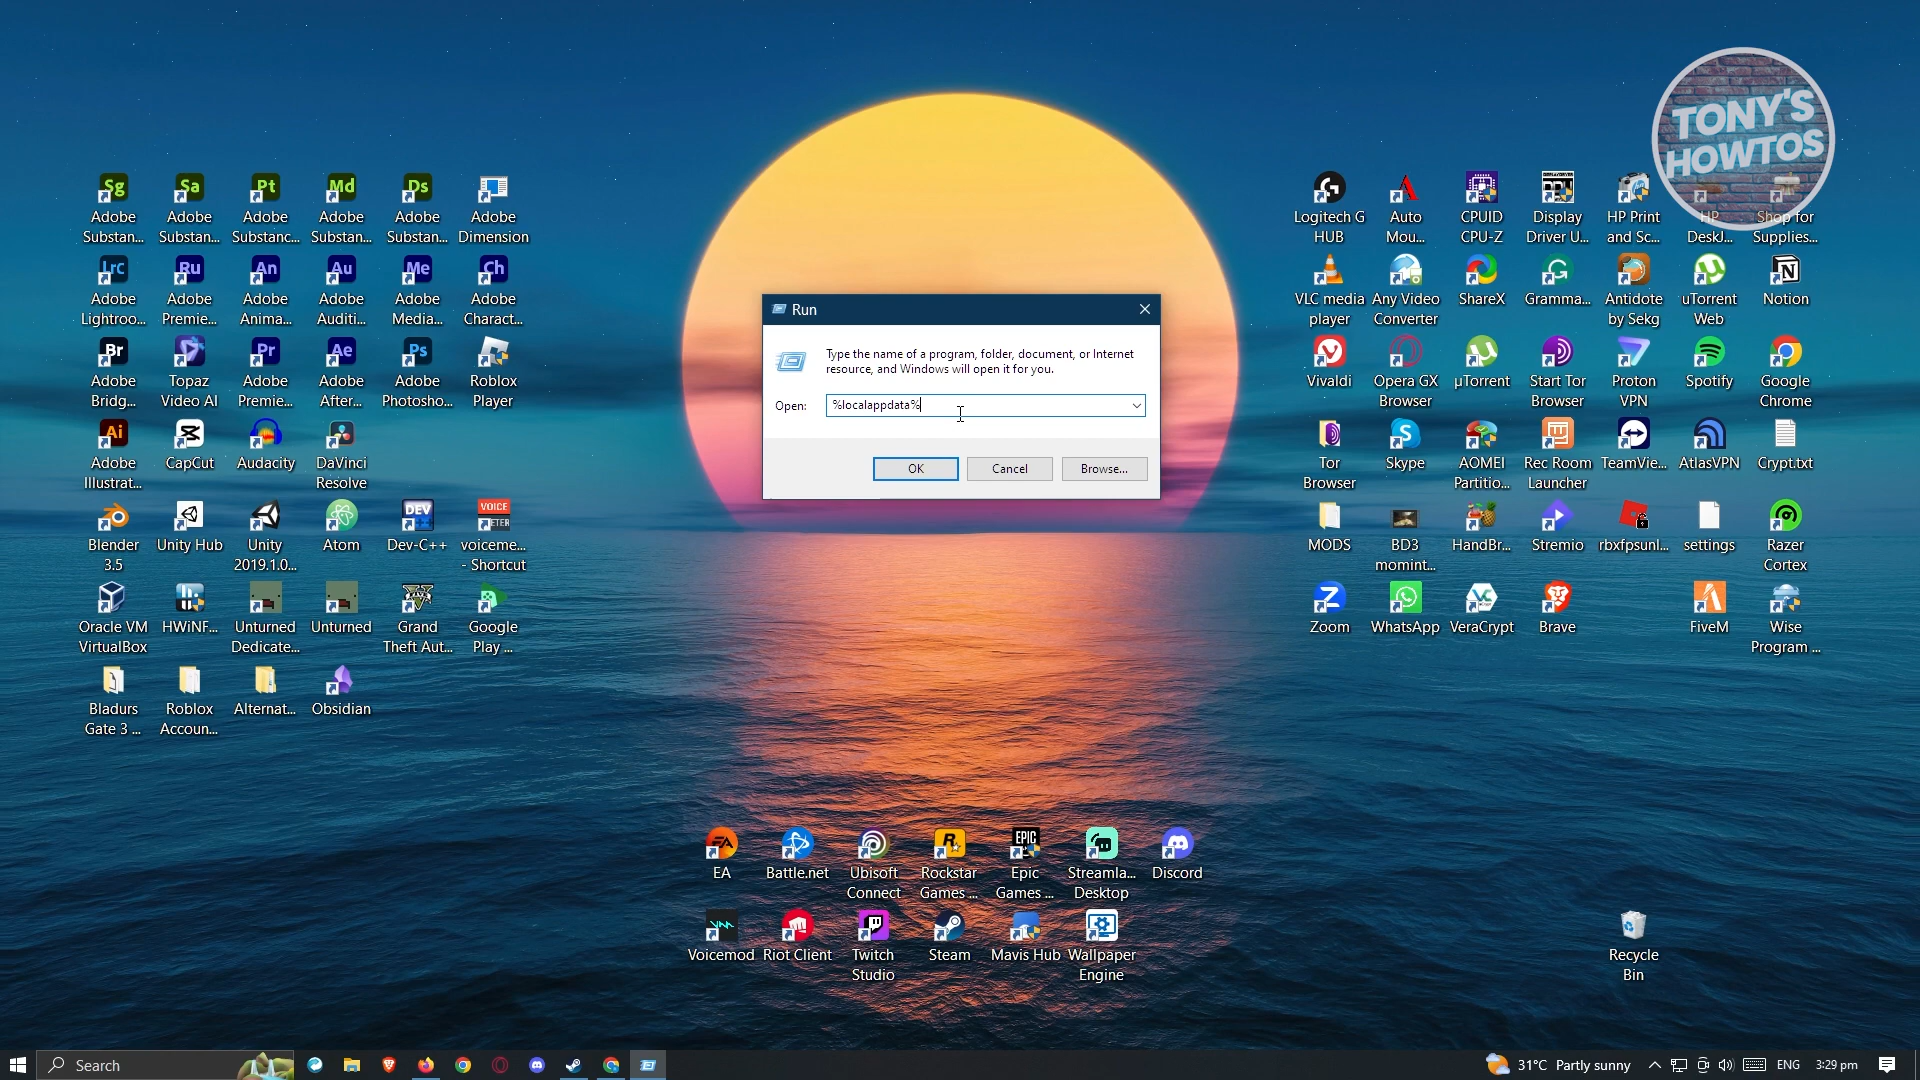 TONY'S
HOWTOS
Adobe Substan...
Adobe Substan...
Adobe Substanc...
Adobe Substan...
Adobe Substan...
Adobe Dimension
Adobe Lightroo...
Adobe Premie...
Adobe Anima...
Adobe Auditi...
Adobe Media...
Adobe Charact...
Adobe Bridg...
Topaz Video AI
Adobe Premie...
Adobe After...
Adobe Photosho...
Roblox Player
Adobe Illustrat...
CapCut
Audacity
DaVinci Resolve
Blender 3.5
Unity Hub
Unity 2019.1.0...
Atom
Dev-C++
voiceme... - Shortcut
Oracle VM VirtualBox
HWiNF...
Unturned Dedicate...
Unturned
Grand Theft Aut...
Google Play ...
Bladurs Gate 3 ...
Roblox Accoun...
Alternat...
Obsidian
Run
Type the name of a program, folder, document, or Internet
resource, and Windows will open it for you.
Open:
%localappdata%
OK
Cancel
Browse...
Logitech G HUB
Auto Mou...
CPUID CPU-Z
Display Driver U...
HP Print and Sc...
HP DeskJ...
Shop for Supplies...
VLC media player
Any Video Converter
ShareX
Gramma...
Antidote by Sekg
uTorrent Web
Notion
Vivaldi
Opera GX Browser
µTorrent
Start Tor Browser
Proton VPN
Spotify
Google Chrome
Tor Browser
Skype
AOMEI Partitio...
Rec Room Launcher
TeamVie...
AtlasVPN
Crypt.txt
MODS
BD3 momint...
HandBr...
Stremio
rbxfpsunl...
settings
Razer Cortex
Zoom
WhatsApp
VeraCrypt
Brave
FiveM
Wise Program ...
EA
Battle.net
Ubisoft Connect
Rockstar Games ...
Epic Games ...
Streamla... Desktop
Discord
Voicemod
Riot Client
Twitch Studio
Steam
Mavis Hub
Wallpaper Engine
Recycle Bin
Search
31°C Partly sunny
ENG
3:29 pm